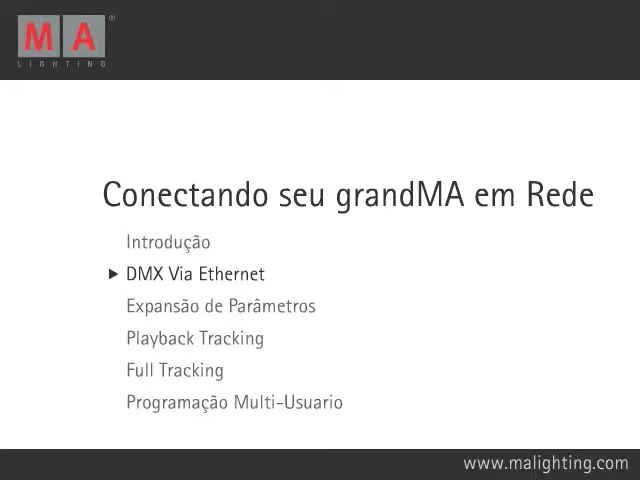 MA®
LIGHTING
Conectando seu grandMA em Rede
Introdução
DMX Via Ethernet
Expansão de Parâmetros
Playback Tracking
Full Tracking
Programação Multi-Usuario
www.malighting.com